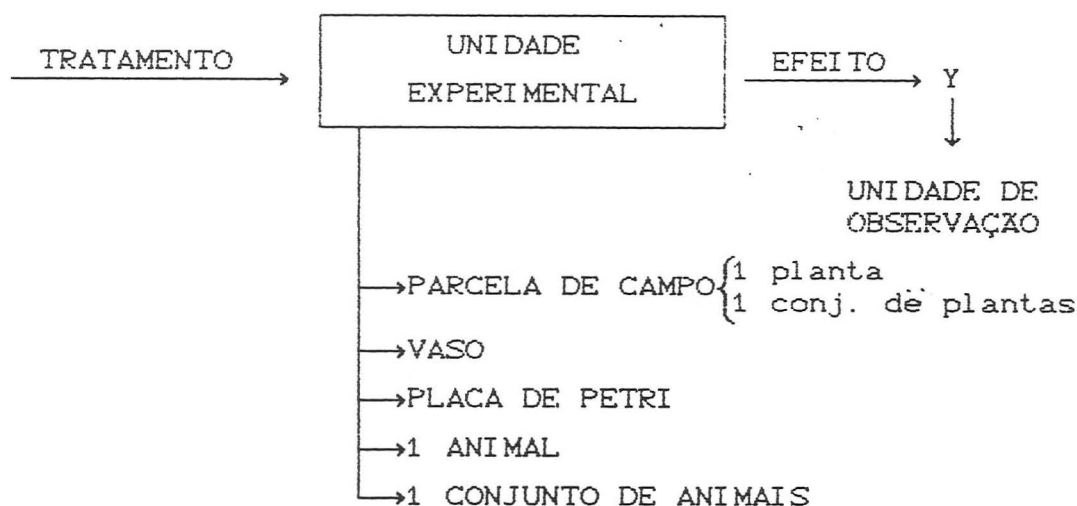 TRATAMENTO
UNIDADE
EXPERIMENTAL
EFEITO
Y
UNIDADE DE
OBSERVAÇÃO
PARCELA DE CAMPO { 1 planta
1 conj. de plantas
VASO
PLACA DE PETRI
1 ANIMAL
1 CONJUNTO DE ANIMAIS